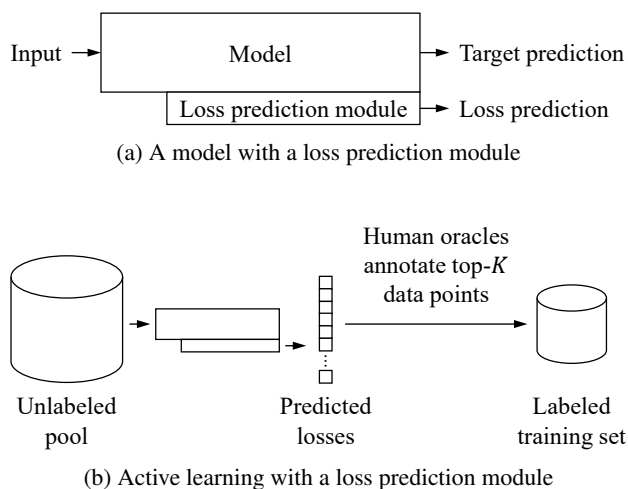 Input
Model
Target prediction
Loss prediction module
Loss prediction
(a) A model with a loss prediction module
Human oracles
annotate top-K
data points
Unlabeled
pool
Predicted
losses
Labeled
training set
(b) Active learning with a loss prediction module